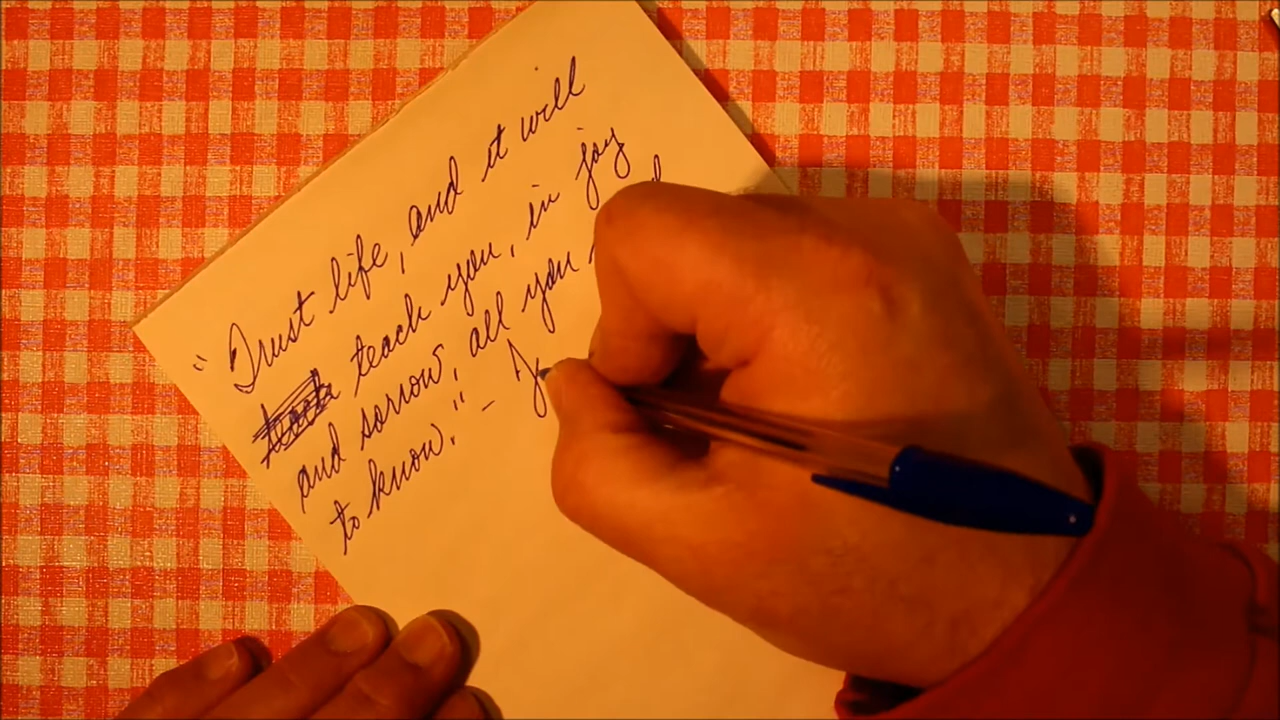 "Trust life, and it will
teach you, in joy
and sorrow, all you
to know." - J